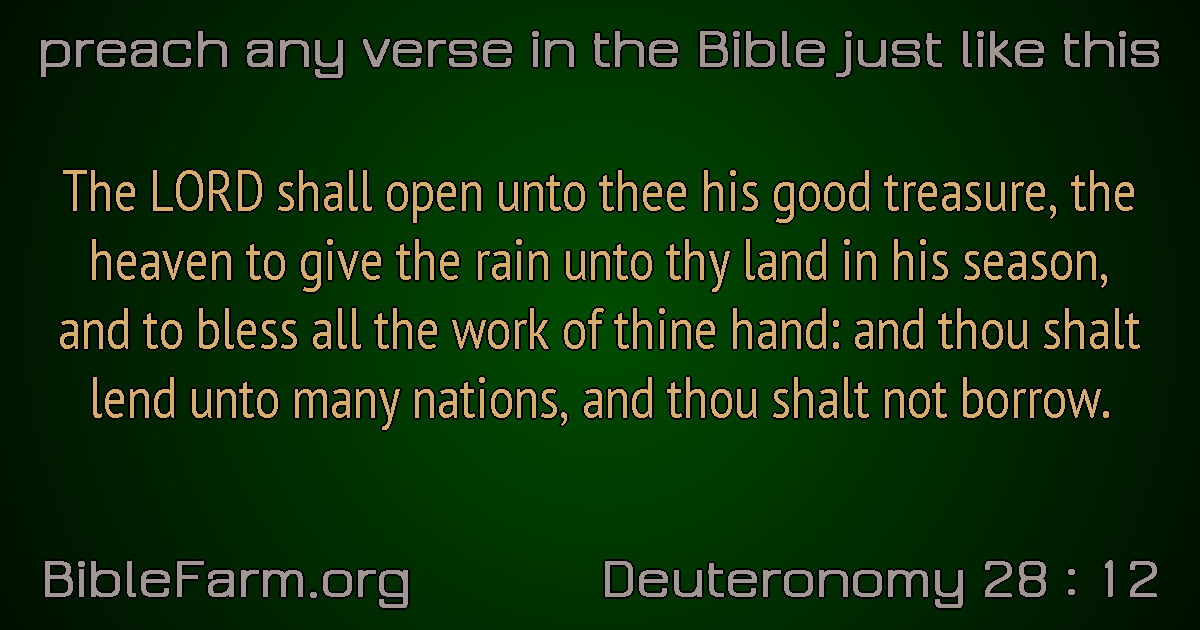 preach any verse in the Bible just like this
The LORD shall open unto thee his good treasure, the
heaven to give the rain unto thy land in his season,
and to bless all the work of thine hand: and thou shalt
lend unto many nations, and thou shalt not borrow.
BibleFarm.org
Deuteronomy 28 : 12